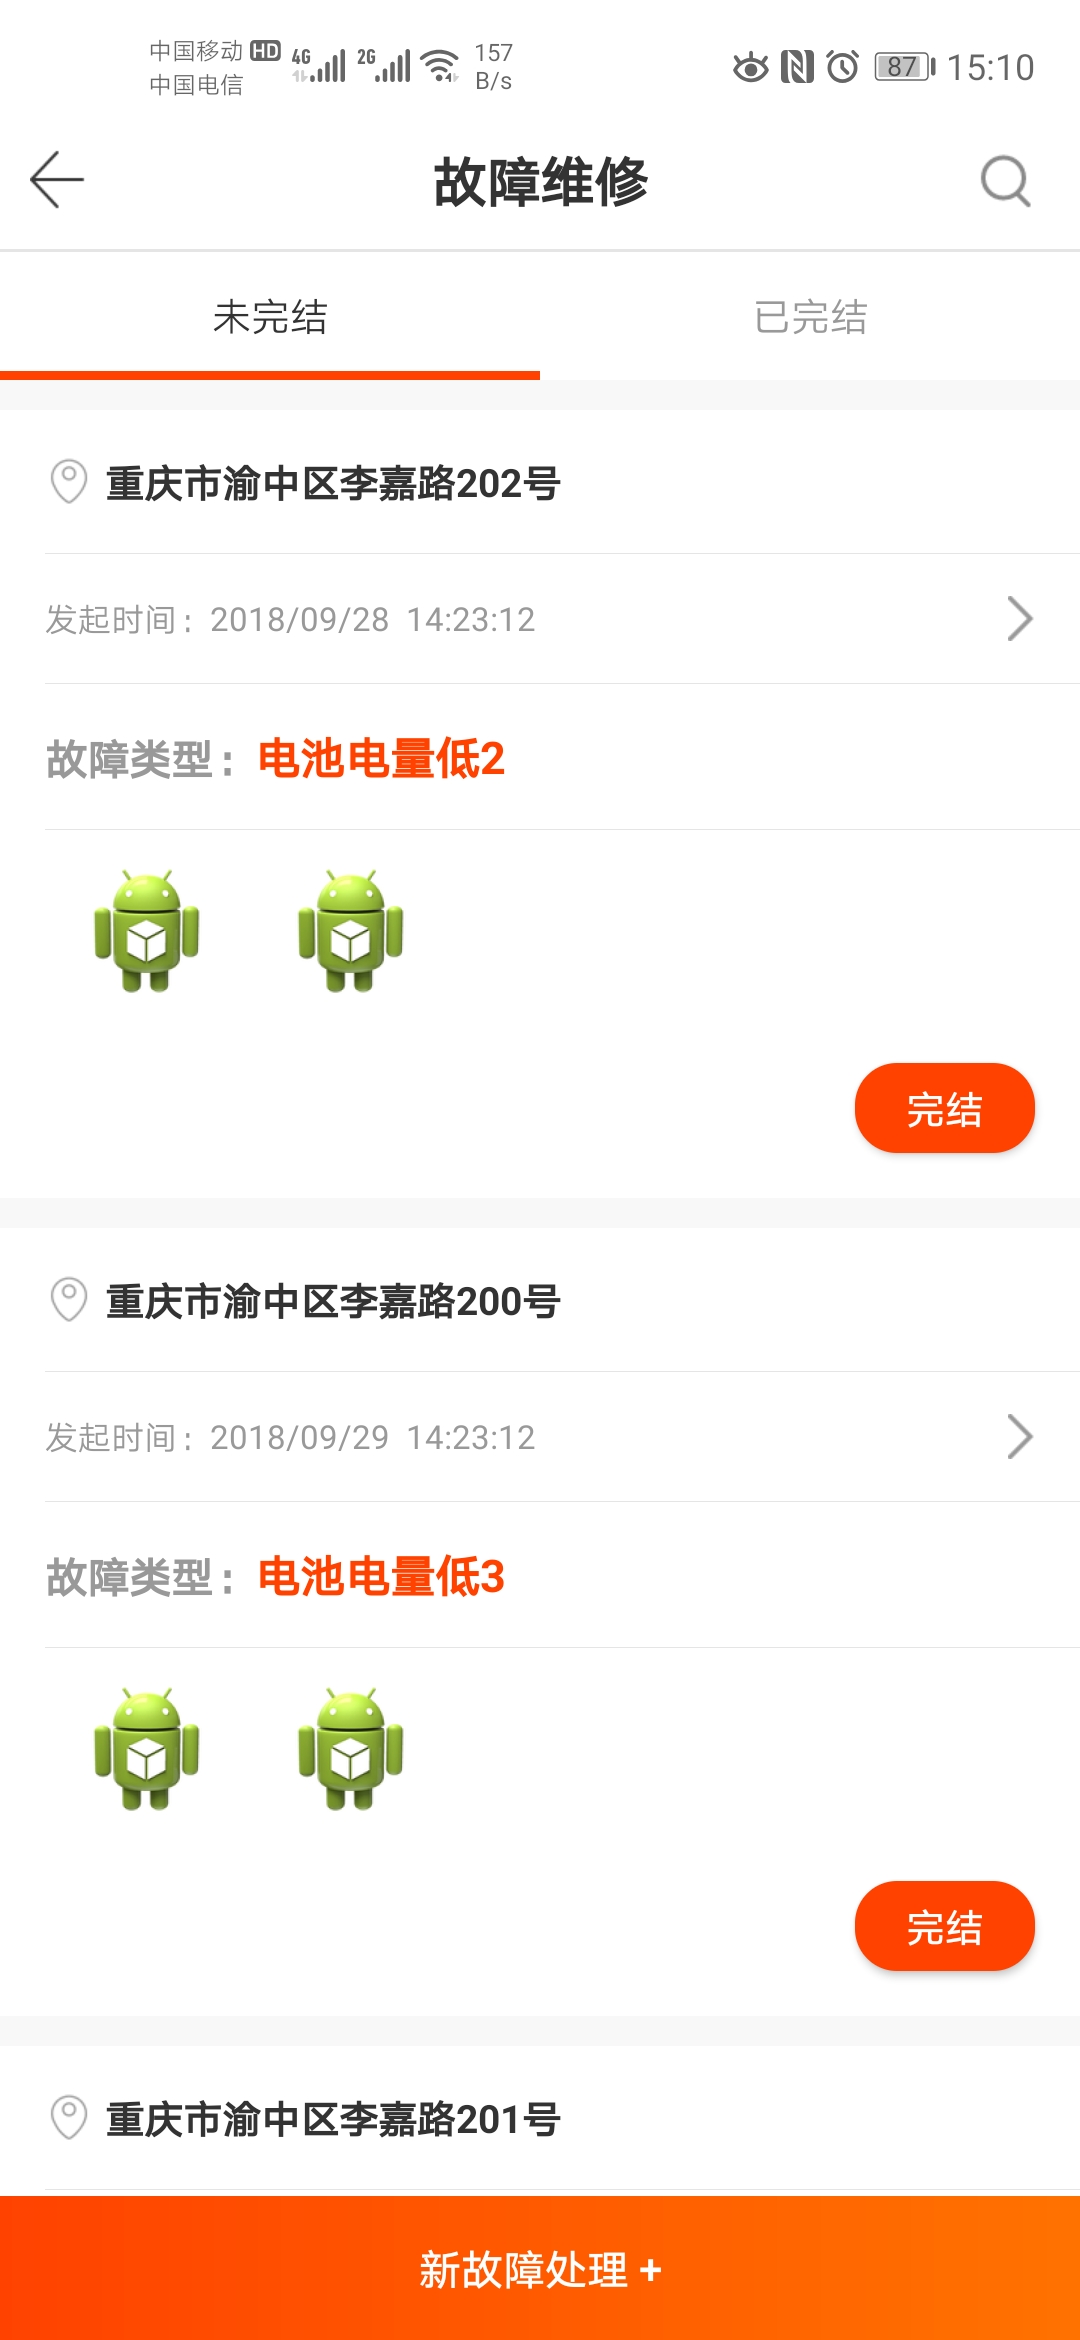 中国移动 HD 4G 2G 157
中国电信 B/s 87 15:10
故障维修
未完结 已完结
重庆市渝中区李嘉路202号
发起时间：2018/09/28 14:23:12
故障类型：电池电量低2
完结
重庆市渝中区李嘉路200号
发起时间：2018/09/29 14:23:12
故障类型：电池电量低3
完结
重庆市渝中区李嘉路201号
新故障处理 +